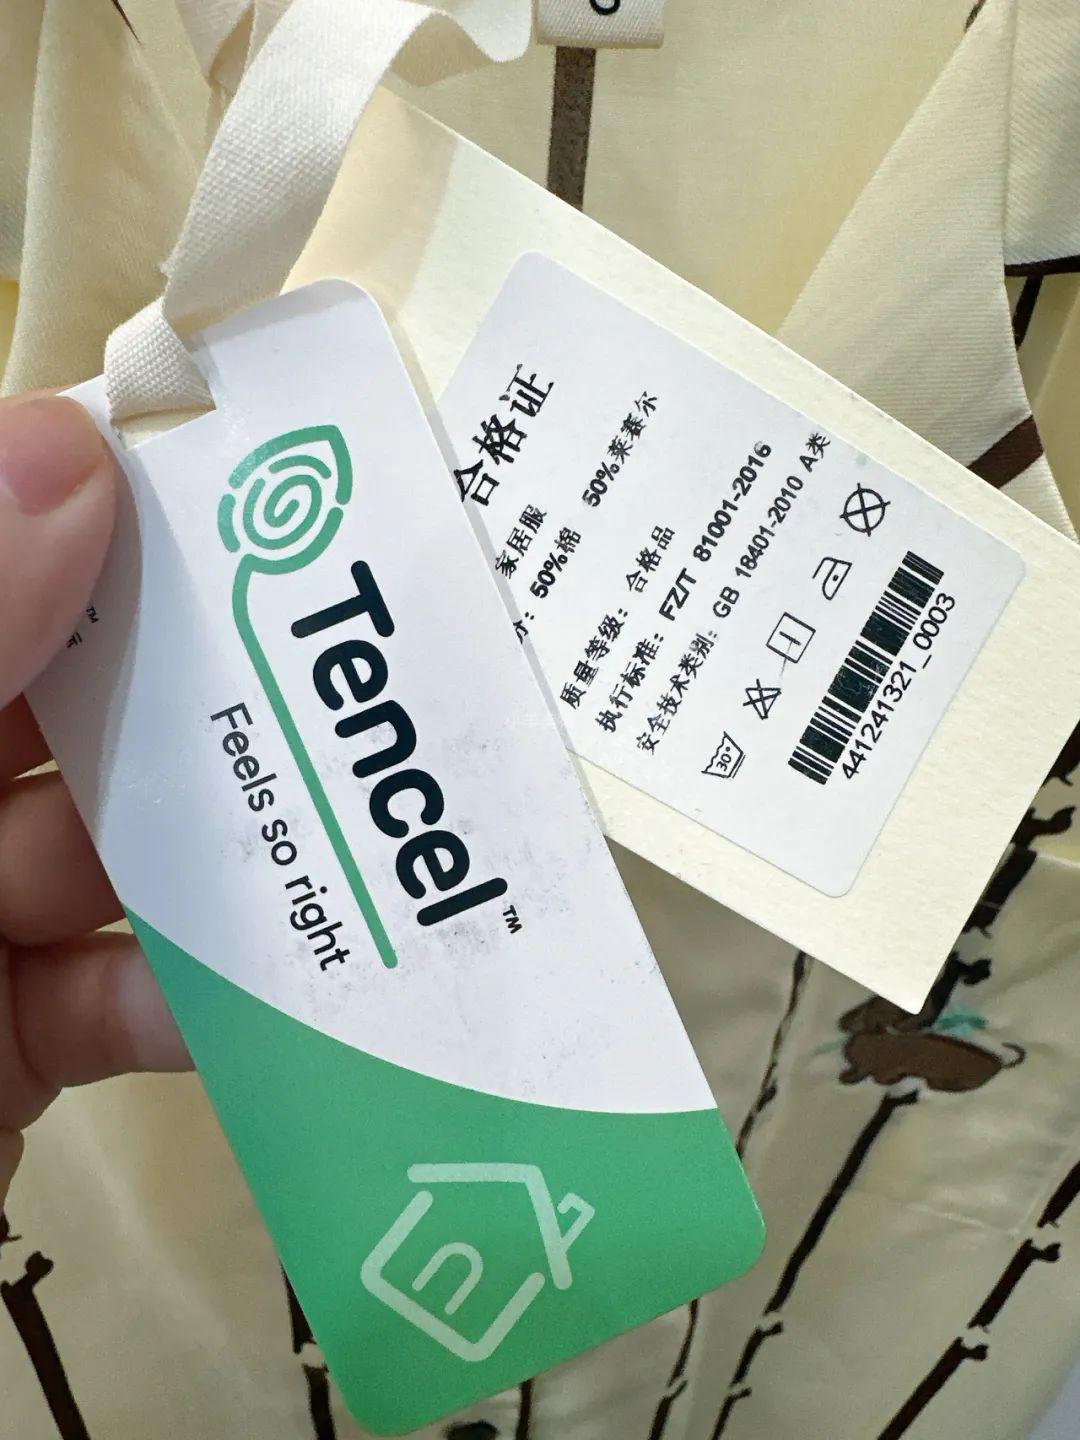 Tencel™
Feels so right
合格证
家居服
50%棉 50%莱赛尔
质量等级：合格品
执行标准：FZ/T 81001-2016
安全技术类别：GB 18401-2010 A类
30°
441241321_0003